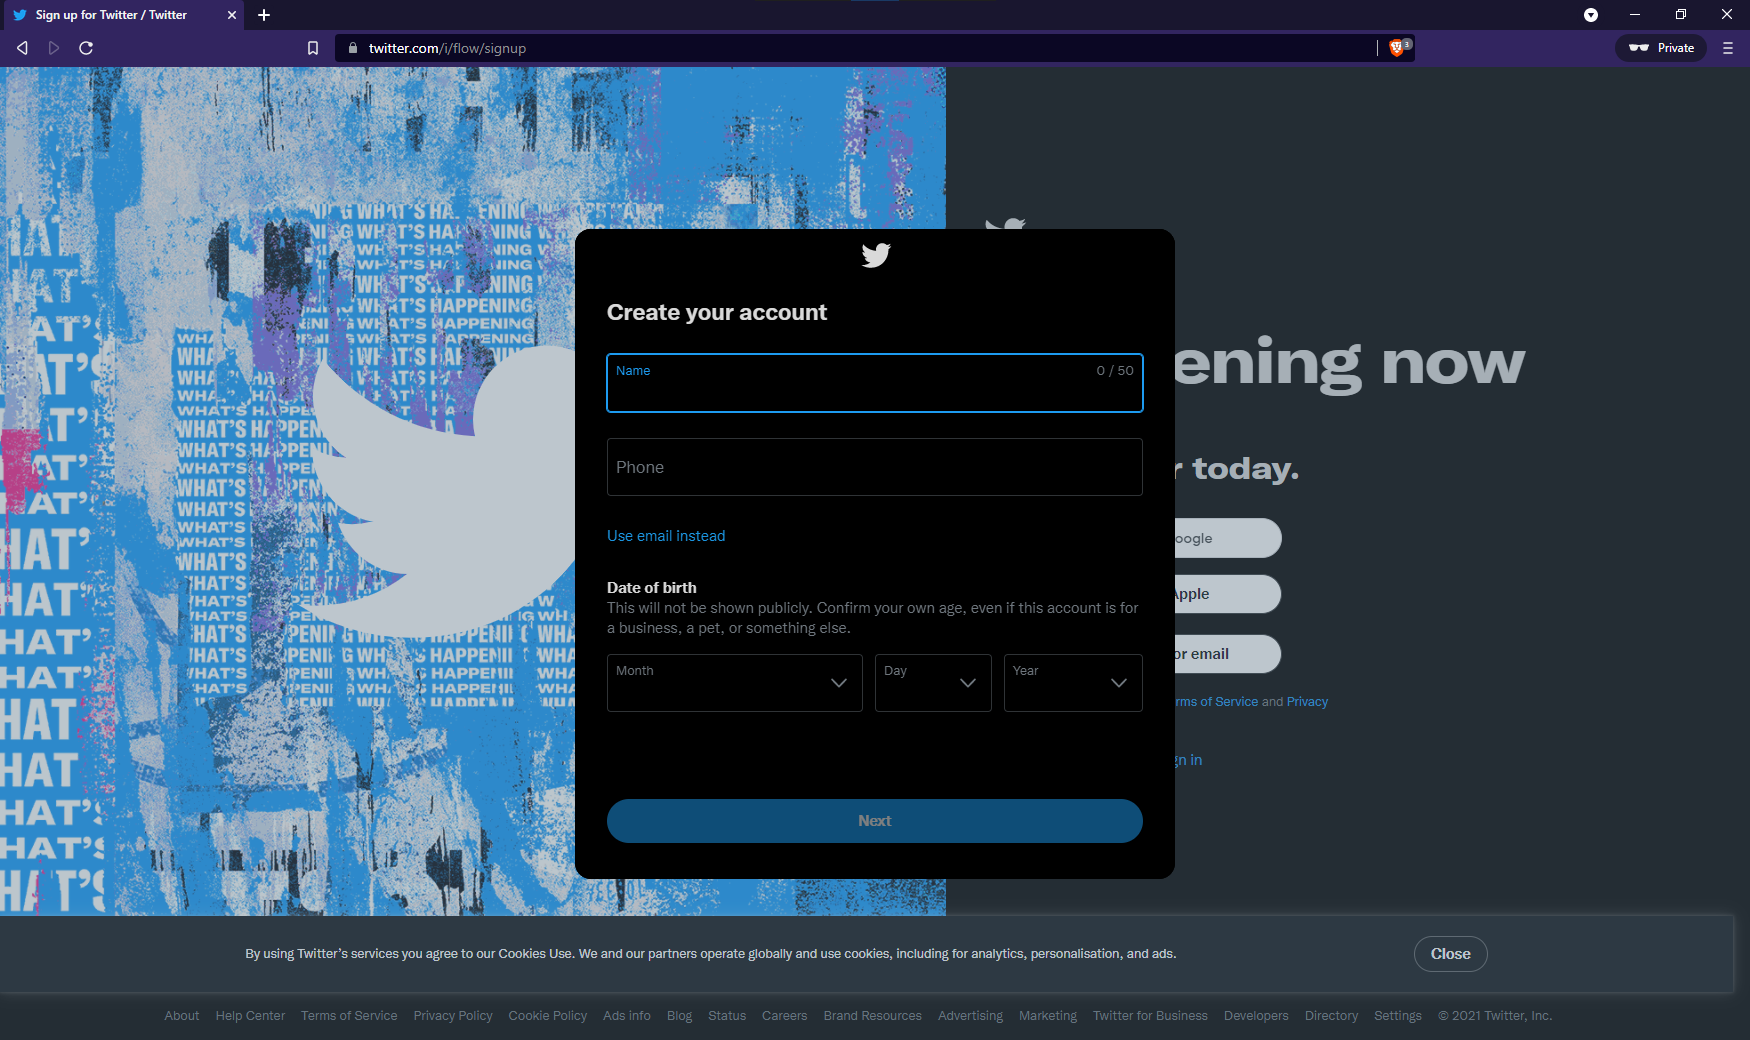 Sign up for Twitter / Twitter
twitter.com/i/flow/signup
3
Private
Create your account
Name
0 / 50
Phone
Use email instead
Date of birth
This will not be shown publicly. Confirm your own age, even if this account is for
a business, a pet, or something else.
Month
Day
Year
Next
ening now
r today.
oogle
Apple
or email
rms of Service and Privacy
gn in
WHAT'S HAPPENING
By using Twitter's services you agree to our Cookies Use. We and our partners operate globally and use cookies, including for analytics, personalisation, and ads.
Close
About Help Center Terms of Service Privacy Policy Cookie Policy Ads info Blog Status Careers Brand Resources Advertising Marketing Twitter for Business Developers Directory Settings © 2021 Twitter, Inc.